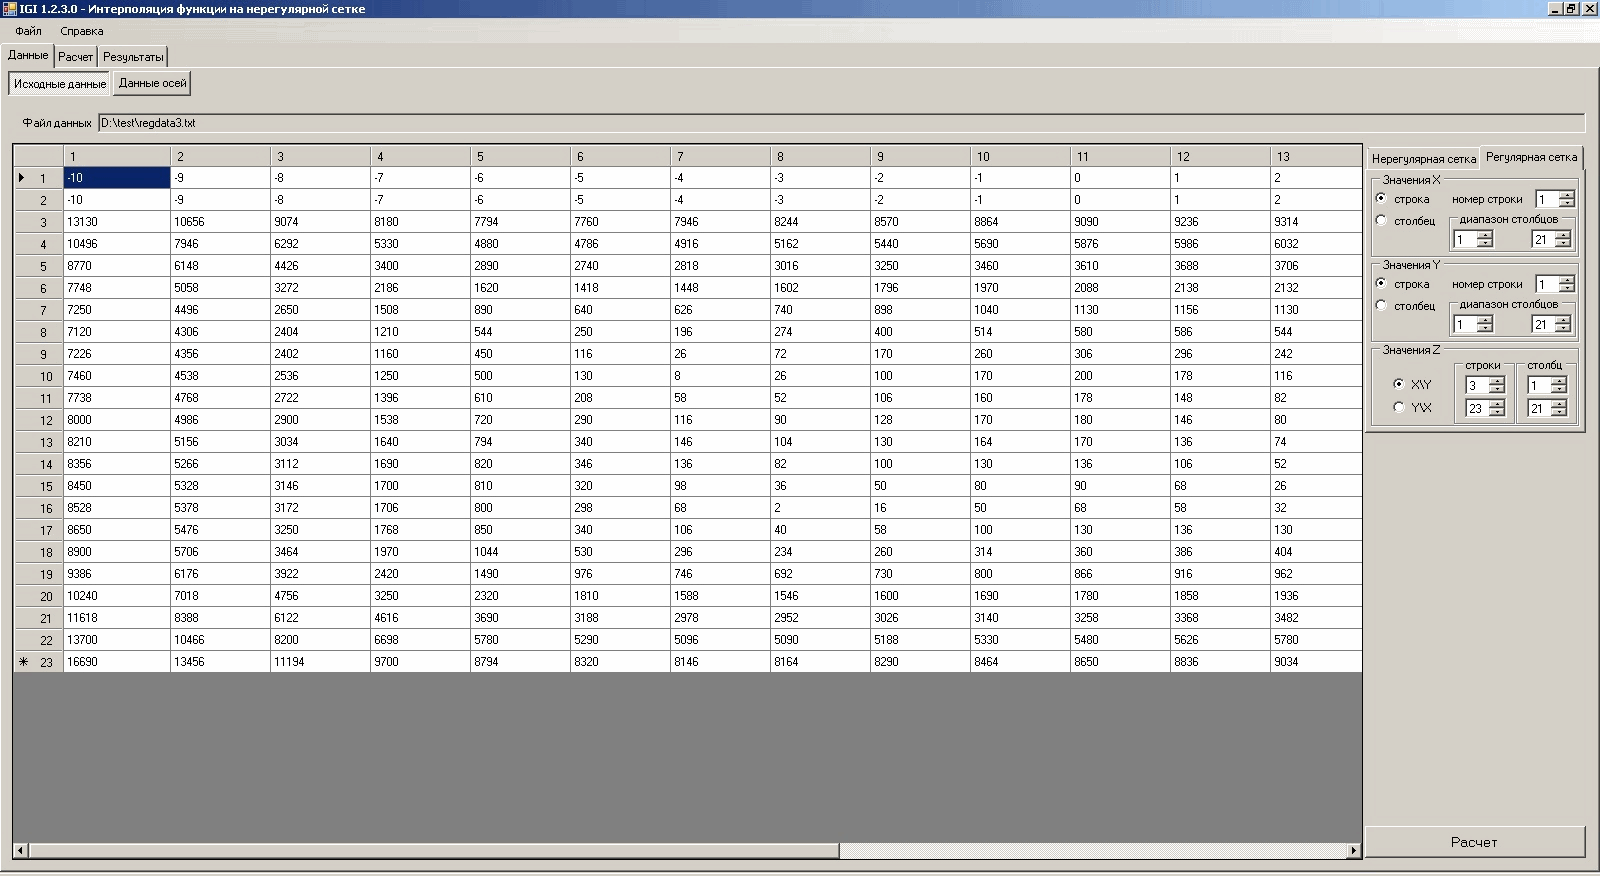 IGI 1.2.3.0 - Интерполяция функции на нерегулярной сетке
Файл Справка
Данные Расчет Результаты
Исходные данные Данные осей
Файл данных D:\test\regdata3.txt
1 2 3 4 5 6 7 8 9 10 11 12 13
1 -10 -9 -8 -7 -6 -5 -4 -3 -2 -1 0 1 2
2 -10 -9 -8 -7 -6 -5 -4 -3 -2 -1 0 1 2
3 13130 10656 9074 8180 7794 7760 7946 8244 8570 8864 9090 9236 9314
4 10496 7946 6292 5330 4880 4786 4916 5162 5440 5690 5876 5986 6032
5 8770 6148 4426 3400 2890 2740 2818 3016 3250 3460 3610 3688 3706
6 7748 5058 3272 2186 1620 1418 1448 1602 1796 1970 2088 2138 2132
7 7250 4496 2650 1508 890 640 626 740 898 1040 1130 1156 1130
8 7120 4306 2404 1210 544 250 196 274 400 514 580 586 544
9 7226 4356 2402 1160 450 116 26 72 170 260 306 296 242
10 7460 4538 2536 1250 500 130 8 26 100 170 200 178 116
11 7738 4768 2722 1396 610 208 58 52 106 160 178 148 82
12 8000 4986 2900 1538 720 290 116 90 128 170 180 146 80
13 8210 5156 3034 1640 794 340 146 104 130 164 170 136 74
14 8356 5266 3112 1690 820 346 136 82 100 130 136 106 52
15 8450 5328 3146 1700 810 320 98 36 50 80 90 68 26
16 8528 5378 3172 1706 800 298 68 2 16 50 68 58 32
17 8650 5476 3250 1768 850 340 106 40 58 100 130 136 130
18 8900 5706 3464 1970 1044 530 296 234 260 314 360 386 404
19 9386 6176 3922 2420 1490 976 746 692 730 800 866 916 962
20 10240 7018 4756 3250 2320 1810 1588 1546 1600 1690 1780 1858 1936
21 11618 8388 6122 4616 3690 3188 2978 2952 3026 3140 3258 3368 3482
22 13700 10466 8200 6698 5780 5290 5096 5090 5188 5330 5480 5626 5780
23 16690 13456 11194 9700 8794 8320 8146 8164 8290 8464 8650 8836 9034
Нерегулярная сетка Регулярная сетка
Значения X
строка номер строки 1
столбец диапазон столбцов
1 21
Значения Y
строка номер строки 1
столбец диапазон столбцов
1 21
Значения Z
строки столбц
X\Y 3 1
Y\X 23 21
Расчет